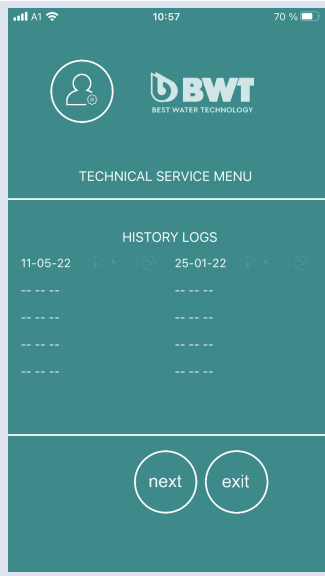 A1 10:57 70 %
BWT
BEST WATER TECHNOLOGY
TECHNICAL SERVICE MENU
HISTORY LOGS
11-05-22 25-01-22
-- -- -- -- -- --
-- -- -- -- -- --
-- -- -- -- -- --
-- -- -- -- -- --
next exit